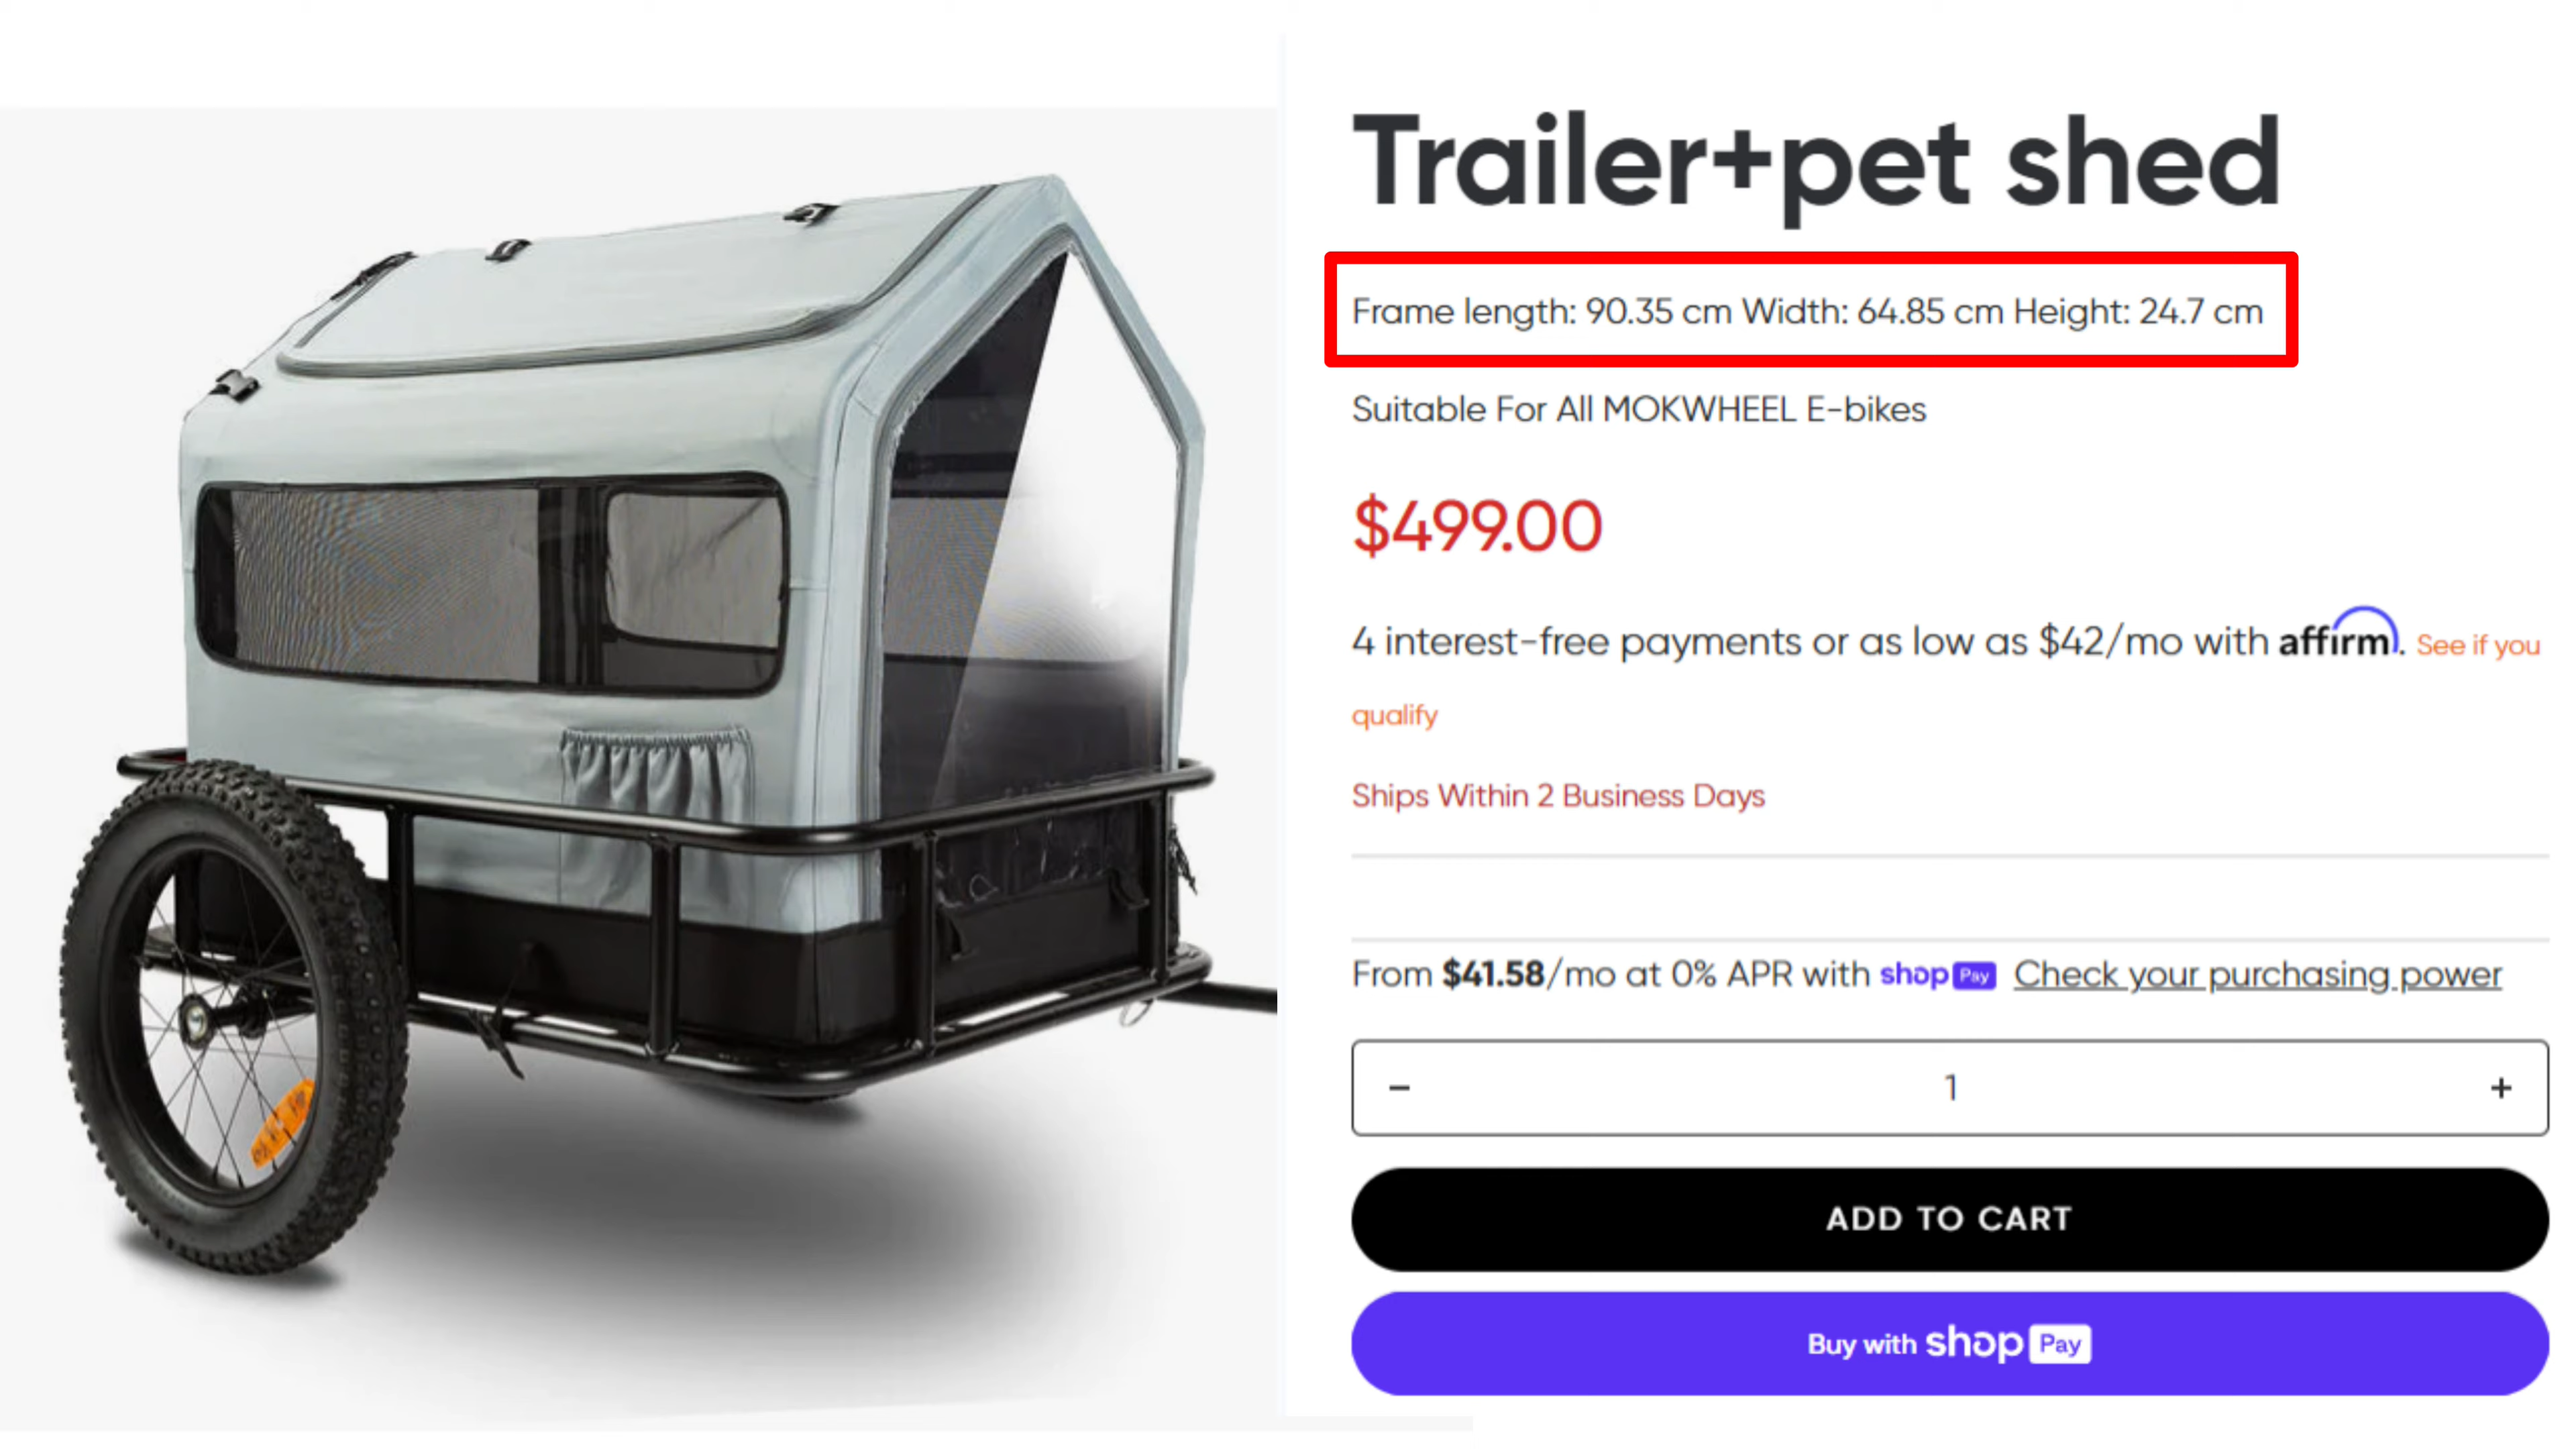 Trailer+pet shed
Frame length: 90.35 cm Width: 64.85 cm Height: 24.7 cm
Suitable For All MOKWHEEL E-bikes
$499.00
4 interest-free payments or as low as $42/mo with affirm. See if you
qualify
Ships Within 2 Business Days
From $41.58/mo at 0% APR with shop Pay Check your purchasing power
− 1 +
ADD TO CART
Buy with shop Pay